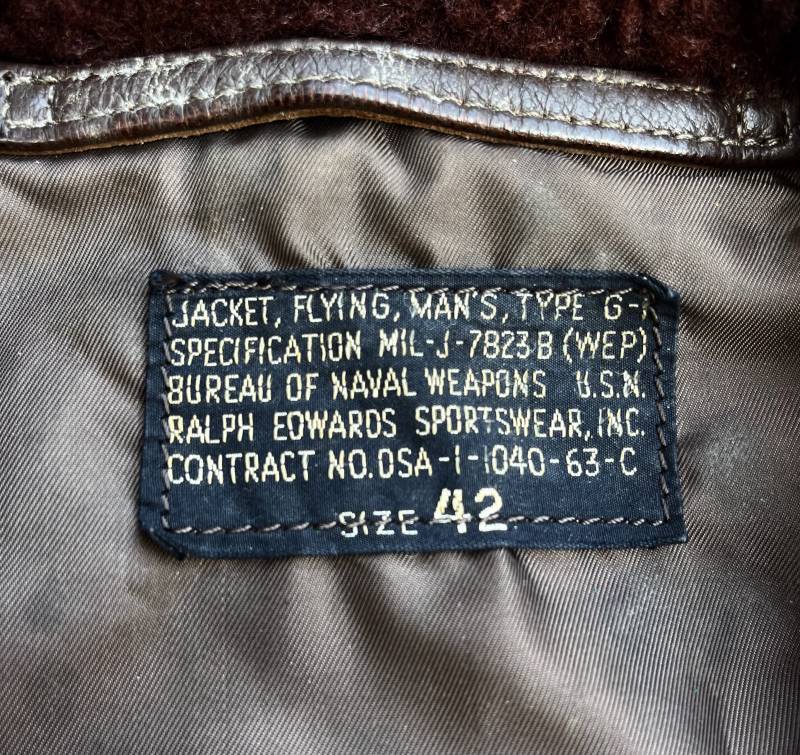 JACKET, FLYING, MAN'S, TYPE G-1
SPECIFICATION MIL-J-7823B (WEP)
BUREAU OF NAVAL WEAPONS U.S.N.
RALPH EDWARDS SPORTSWEAR, INC.
CONTRACT NO. DSA-1-1040-63-C
SIZE 42